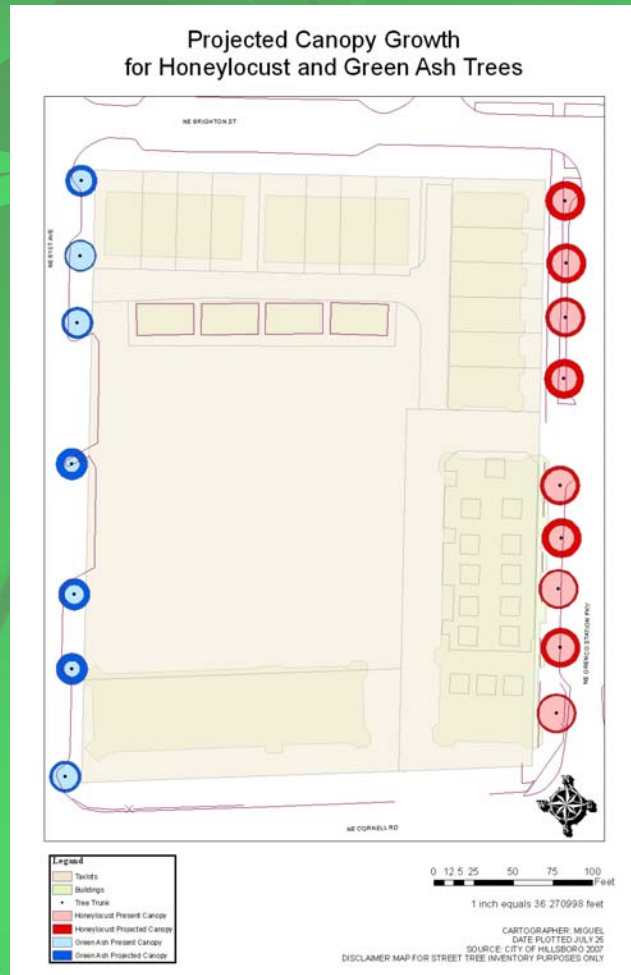 Projected Canopy Growth
for Honeylocust and Green Ash Trees
NE BRIGHTON ST
NE 61ST AVE
NE ORENCO STATION PKY
NE CORNELL RD
Legend
Taxlots
Buildings
Tree Trunk
Honeylocust Present Canopy
Honeylocust Projected Canopy
Green Ash Present Canopy
Green Ash Projected Canopy
0 12.5 25 50 75 100
Feet
1 inch equals 36.270998 feet
CARTOGRAPHER: MIGUEL
DATE PLOTTED:JULY 25
SOURCE: CITY OF HILLSBORO 2007
DISCLAIMER:MAP FOR STREET TREE INVENTORY PURPOSES ONLY